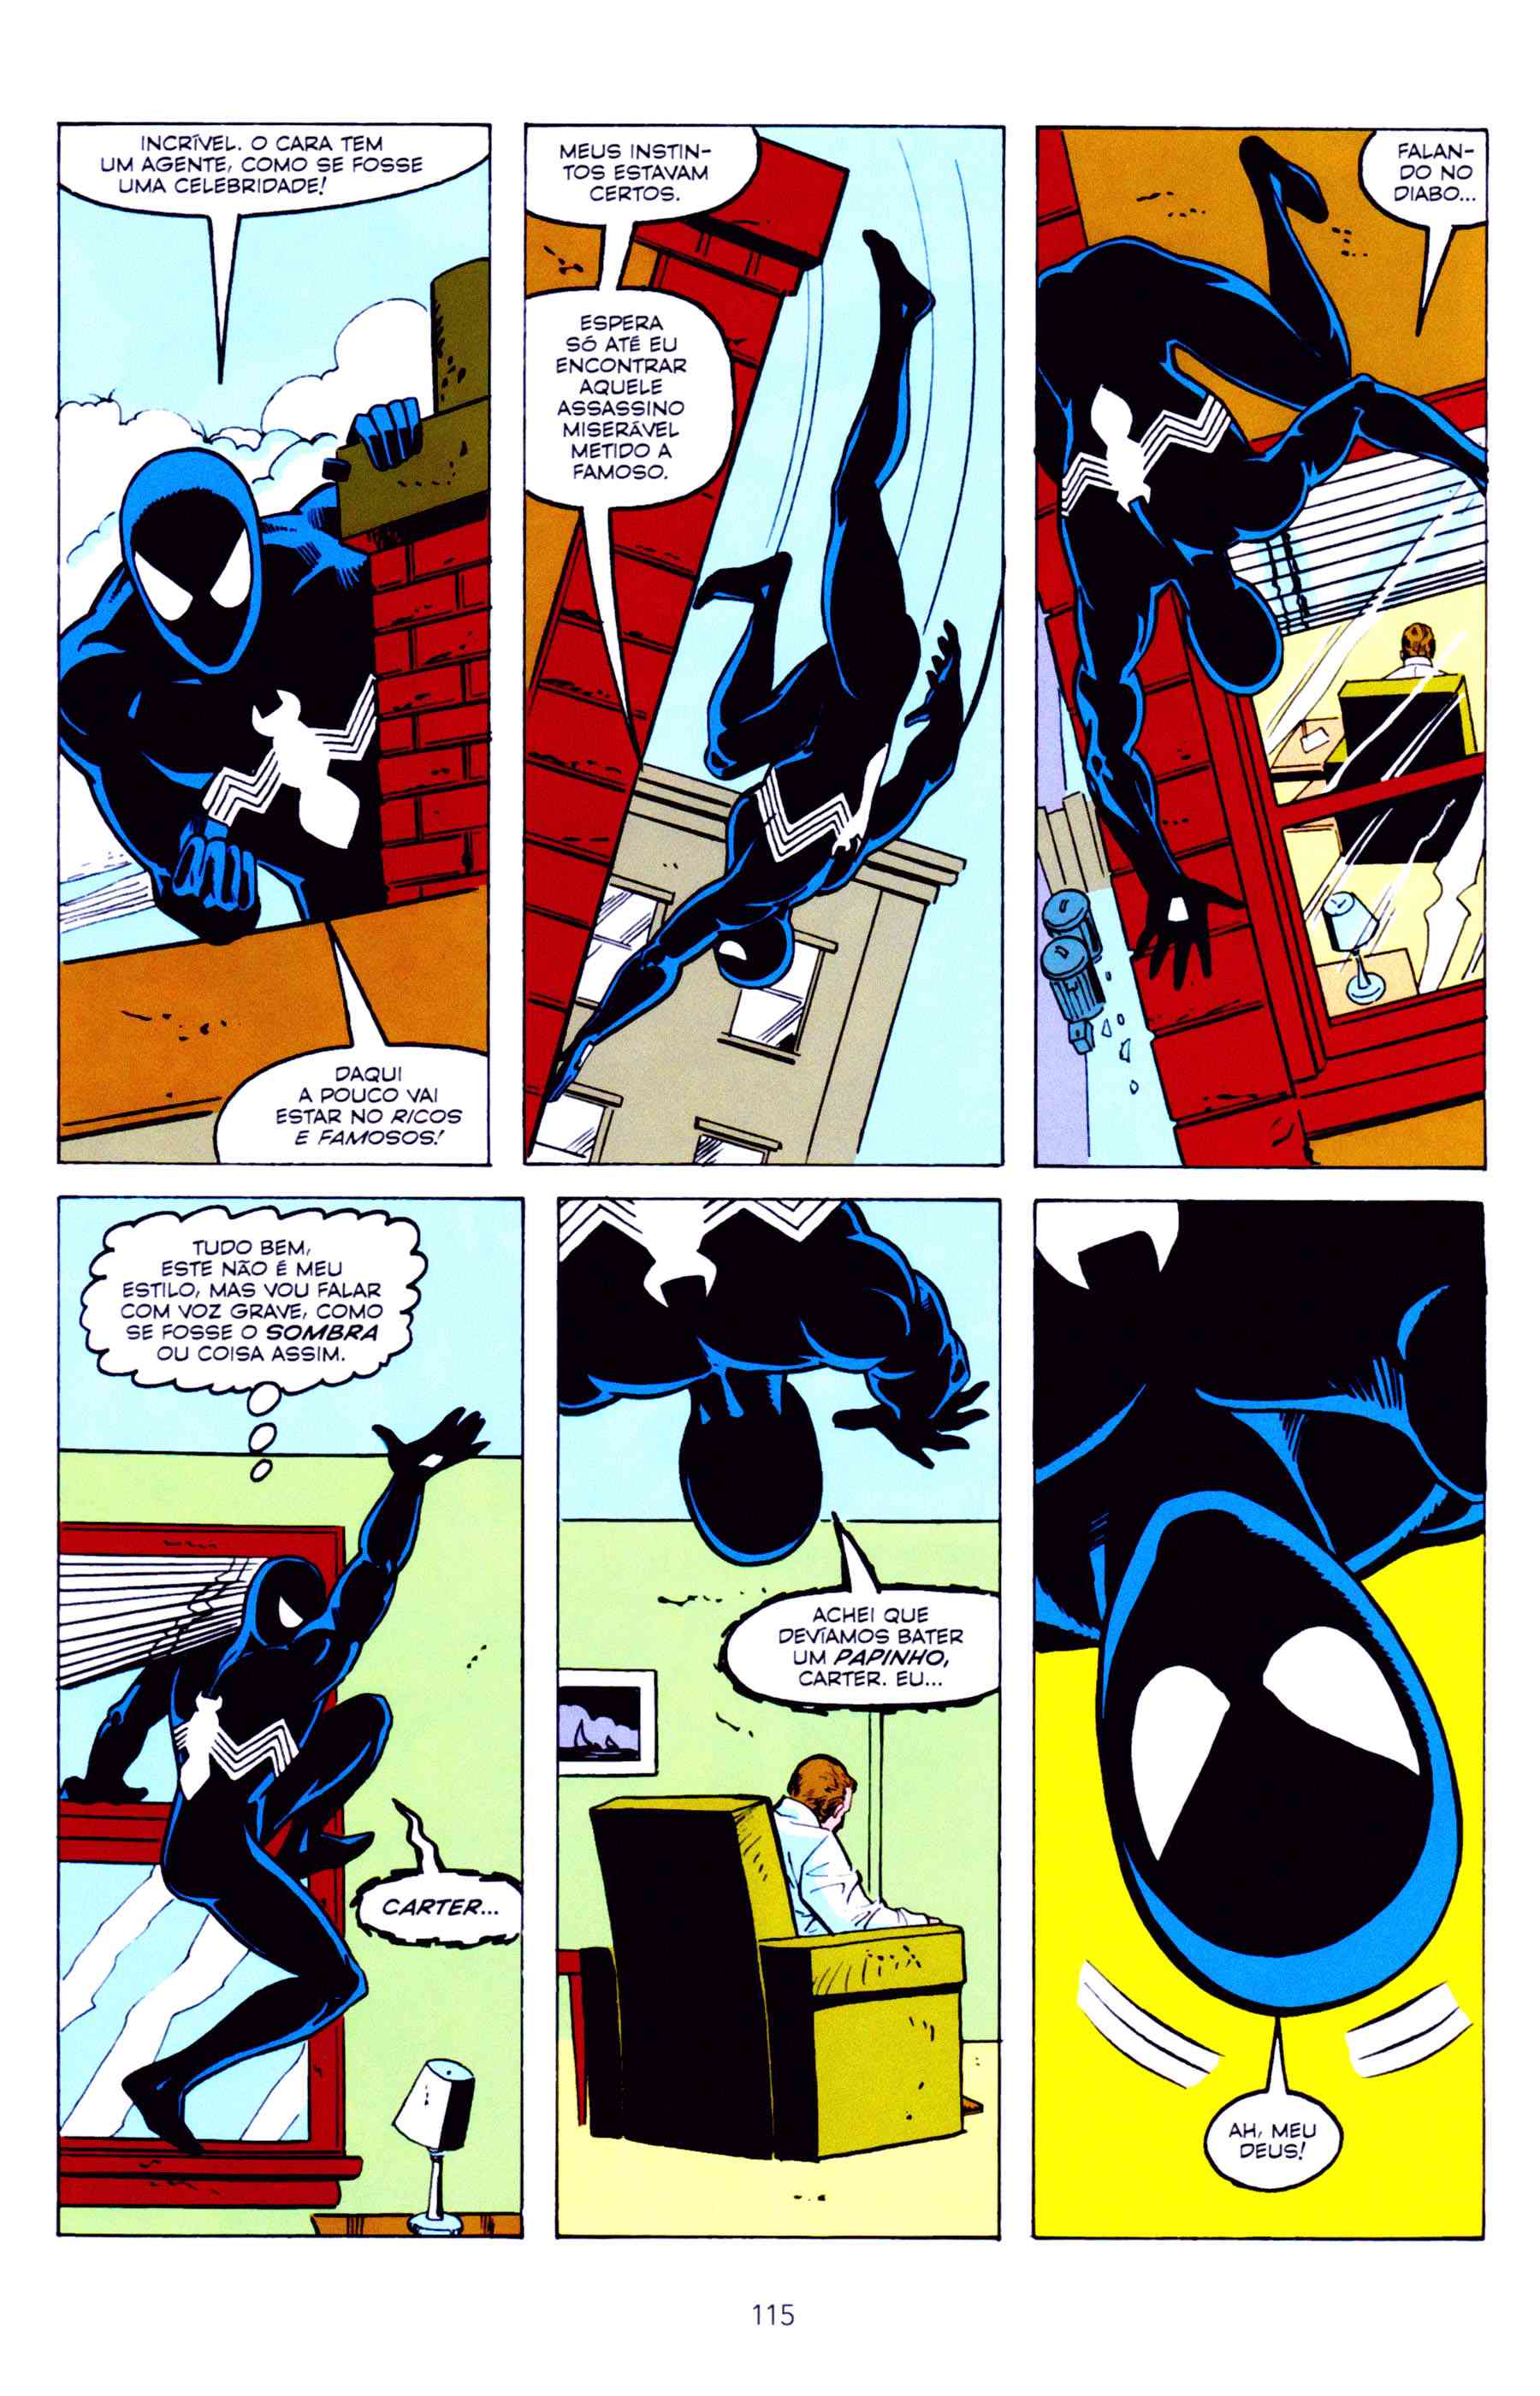 INCRÍVEL. O CARA TEM
UM AGENTE, COMO SE FOSSE
UMA CELEBRIDADE!
DAQUI
A POUCO VAI
ESTAR NO RICOS
E FAMOSOS!
MEUS INSTIN-
TOS ESTAVAM
CERTOS.
ESPERA
SÓ ATÉ EU
ENCONTRAR
AQUELE
ASSASSINO
MISERÁVEL
METIDO A
FAMOSO.
FALAN-
DO NO
DIABO...
TUDO BEM,
ESTE NÃO É MEU
ESTILO, MAS VOU FALAR
COM VOZ GRAVE, COMO
SE FOSSE O SOMBRA
OU COISA ASSIM.
CARTER...
ACHEI QUE
DEVÍAMOS BATER
UM PAPINHO,
CARTER. EU...
AH, MEU
DEUS!
115